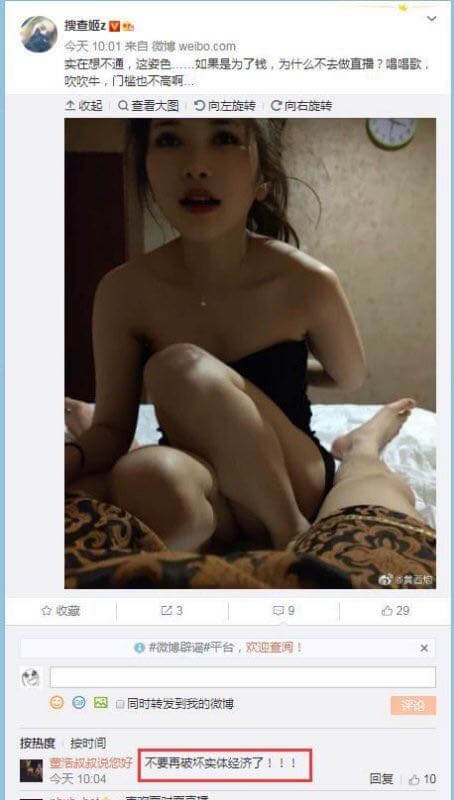 搜查姬z
今天 10:01 来自 微博 weibo.com
实在想不通，这姿色……如果是为了钱，为什么不去做直播？唱唱歌，
吹吹牛，门槛也不高啊…
收起 查看大图 向左旋转 向右旋转
@黄西焰
收藏 3 9 29
#微博辟谣#平台，欢迎查阅！
同时转发到我的微博 评论
按热度 按时间
董浩叔叔说您好 不要再破坏实体经济了！！！
今天 10:04 回复 10